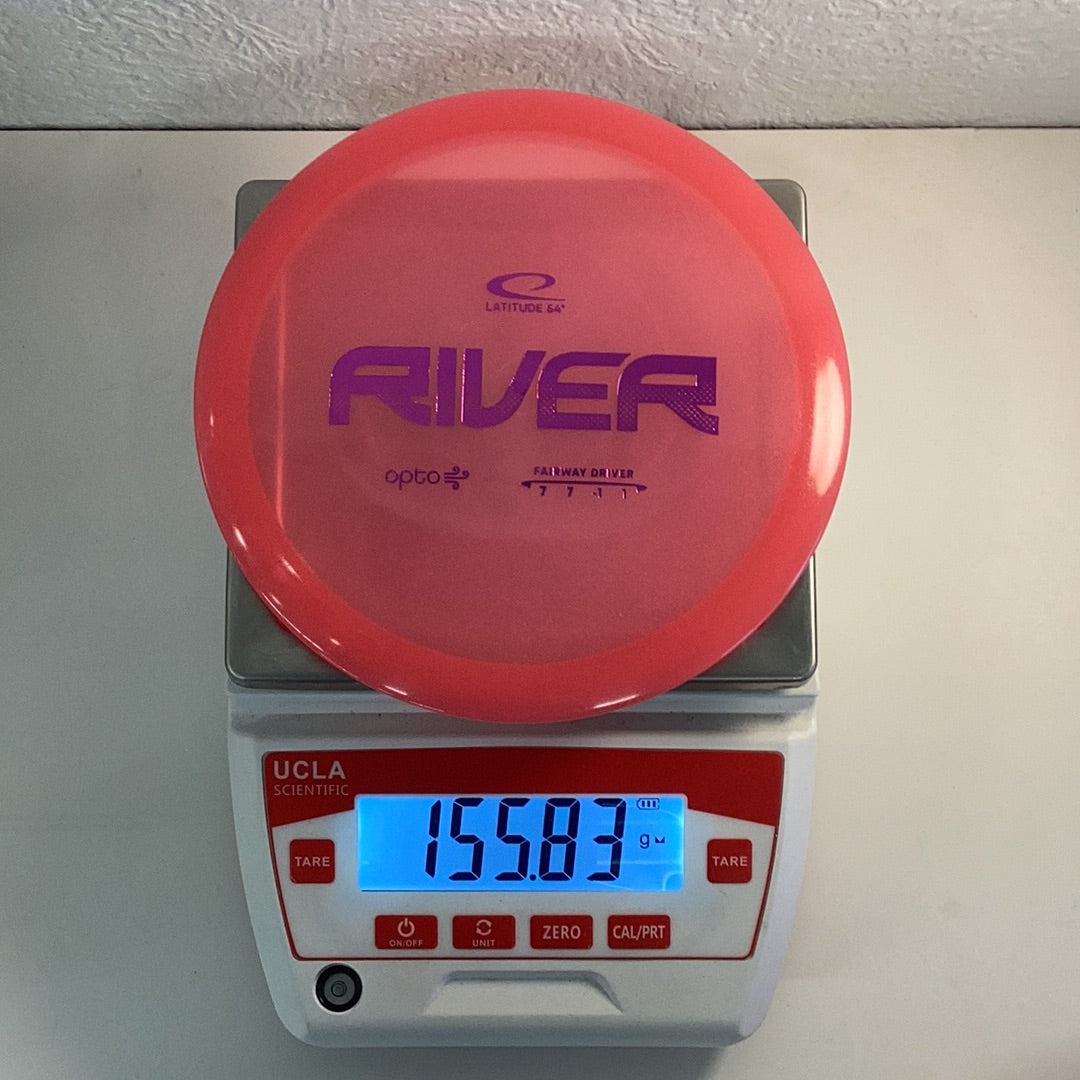 LATITUDE 64°
RIVER
opto
FAIRWAY DRIVER
7 7 -1 1
UCLA
SCIENTIFIC
155.83 g
TARE
TARE
ON/OFF
UNIT
ZERO
CAL/PRT